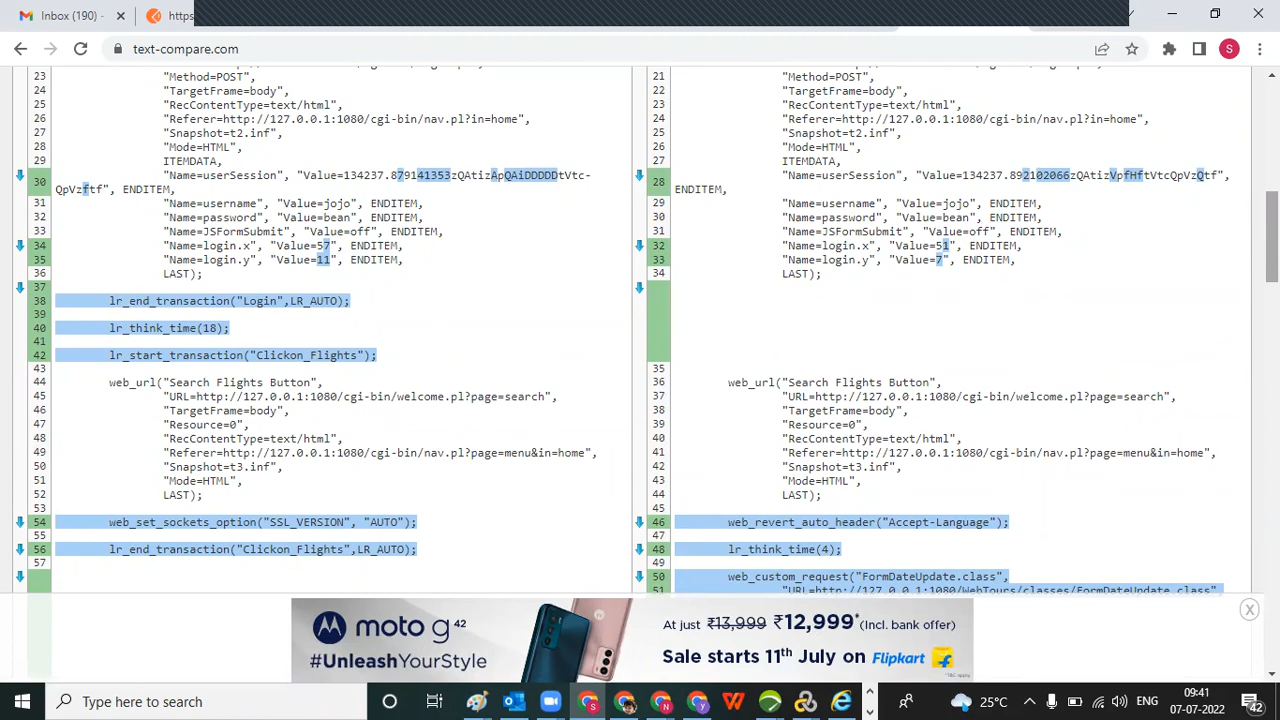 Inbox (190) -
https
text-compare.com
23
24 "Method=POST",
"TargetFrame=body",
25 "RecContentType=text/html",
26 "Referer=http://127.0.0.1:1080/cgi-bin/nav.pl?in=home",
27 "Snapshot=t2.inf",
28 "Mode=HTML",
29 ITEMDATA,
30 "Name=userSession", "Value=134237.879141353zQAtizApQAiDDDDDtVtc-
QpVzftf", ENDITEM,
31 "Name=username", "Value=jojo", ENDITEM,
32 "Name=password", "Value=bean", ENDITEM,
33 "Name=JSFormSubmit", "Value=off", ENDITEM,
34 "Name=login.x", "Value=57", ENDITEM,
35 "Name=login.y", "Value=11", ENDITEM,
36 LAST);
37
38 lr_end_transaction("Login",LR_AUTO);
39
40 lr_think_time(18);
41
42 lr_start_transaction("Clickon_Flights");
43
44 web_url("Search Flights Button",
45 "URL=http://127.0.0.1:1080/cgi-bin/welcome.pl?page=search",
46 "TargetFrame=body",
47 "Resource=0",
48 "RecContentType=text/html",
49 "Referer=http://127.0.0.1:1080/cgi-bin/nav.pl?page=menu&in=home",
50 "Snapshot=t3.inf",
51 "Mode=HTML",
52 LAST);
53
54 web_set_sockets_option("SSL_VERSION", "AUTO");
55
56 lr_end_transaction("Clickon_Flights",LR_AUTO);
57
21 "Method=POST",
22 "TargetFrame=body",
23 "RecContentType=text/html",
24 "Referer=http://127.0.0.1:1080/cgi-bin/nav.pl?in=home",
25 "Snapshot=t2.inf",
26 "Mode=HTML",
27 ITEMDATA,
28 "Name=userSession", "Value=134237.892102066zQAtizVpfHftVtcQpVzQtf",
ENDITEM,
29 "Name=username", "Value=jojo", ENDITEM,
30 "Name=password", "Value=bean", ENDITEM,
31 "Name=JSFormSubmit", "Value=off", ENDITEM,
32 "Name=login.x", "Value=51", ENDITEM,
33 "Name=login.y", "Value=7", ENDITEM,
34 LAST);
35
36 web_url("Search Flights Button",
37 "URL=http://127.0.0.1:1080/cgi-bin/welcome.pl?page=search",
38 "TargetFrame=body",
39 "Resource=0",
40 "RecContentType=text/html",
41 "Referer=http://127.0.0.1:1080/cgi-bin/nav.pl?page=menu&in=home",
42 "Snapshot=t3.inf",
43 "Mode=HTML",
44 LAST);
45
46 web_revert_auto_header("Accept-Language");
47
48 lr_think_time(4);
49
50 web_custom_request("FormDateUpdate.class",
51 "URL=http://127.0.0.1:1080/WebTours/classes/FormDateUpdate.class",
moto g 42
#UnleashYourStyle
At just ₹13,999 ₹12,999* (Incl. bank offer)
Sale starts 11th July on Flipkart
Type here to search
25°C
ENG
09:41
07-07-2022
42